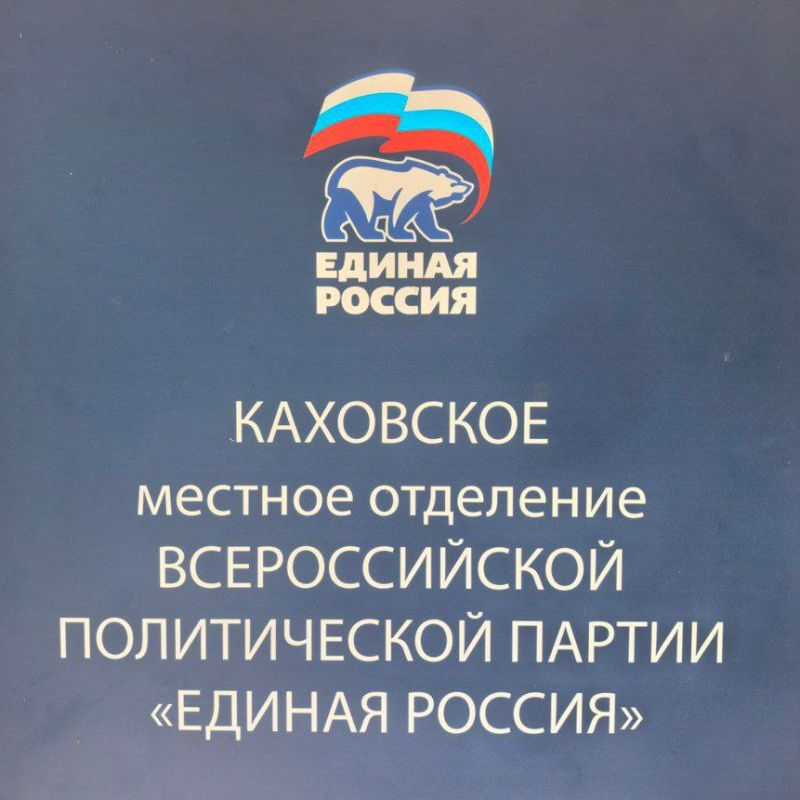 ЕДИНАЯ
РОССИЯ
КАХОВСКОЕ
местное отделение
ВСЕРОССИЙСКОЙ
ПОЛИТИЧЕСКОЙ ПАРТИИ
«ЕДИНАЯ РОССИЯ»